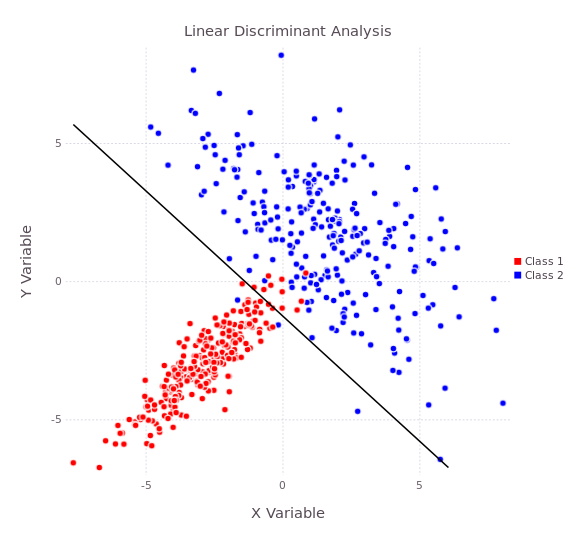 Linear Discriminant Analysis
Y Variable
5
0
-5
-5
0
5
X Variable
Class 1
Class 2